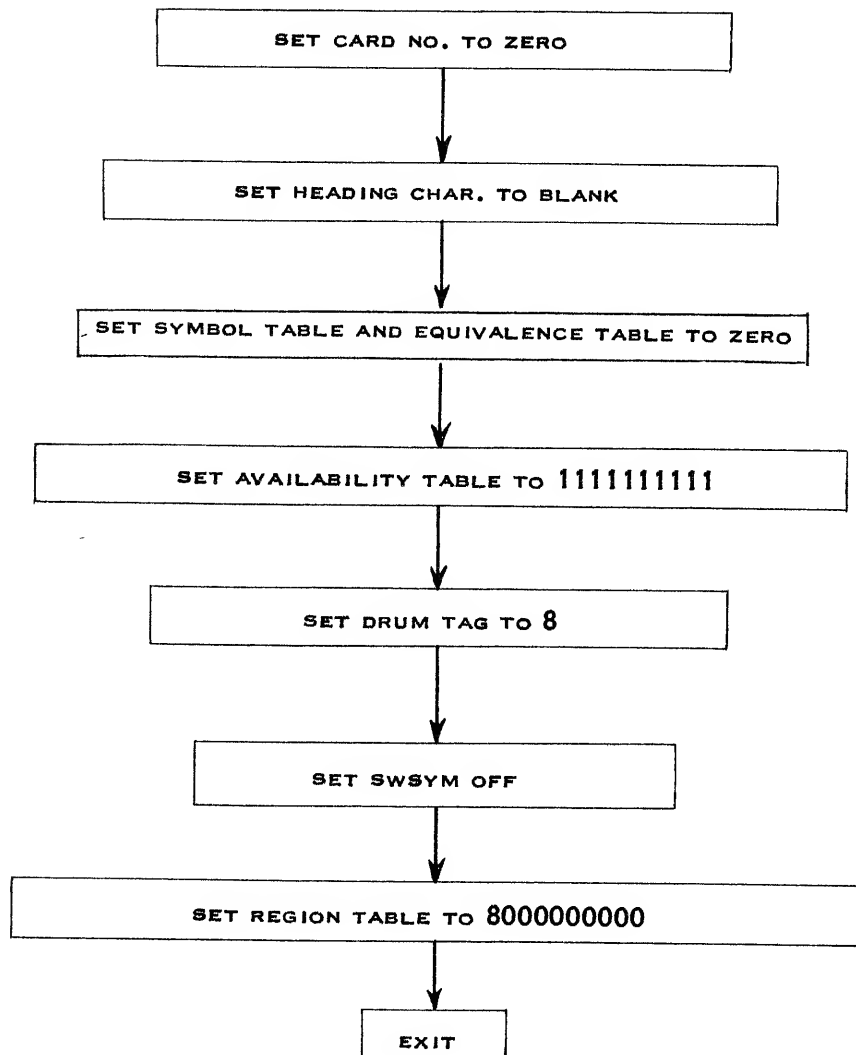 SET CARD NO. TO ZERO
SET HEADING CHAR. TO BLANK
SET SYMBOL TABLE AND EQUIVALENCE TABLE TO ZERO
SET AVAILABILITY TABLE TO 1111111111
SET DRUM TAG TO 8
SET SWSYM OFF
SET REGION TABLE TO 8000000000
EXIT